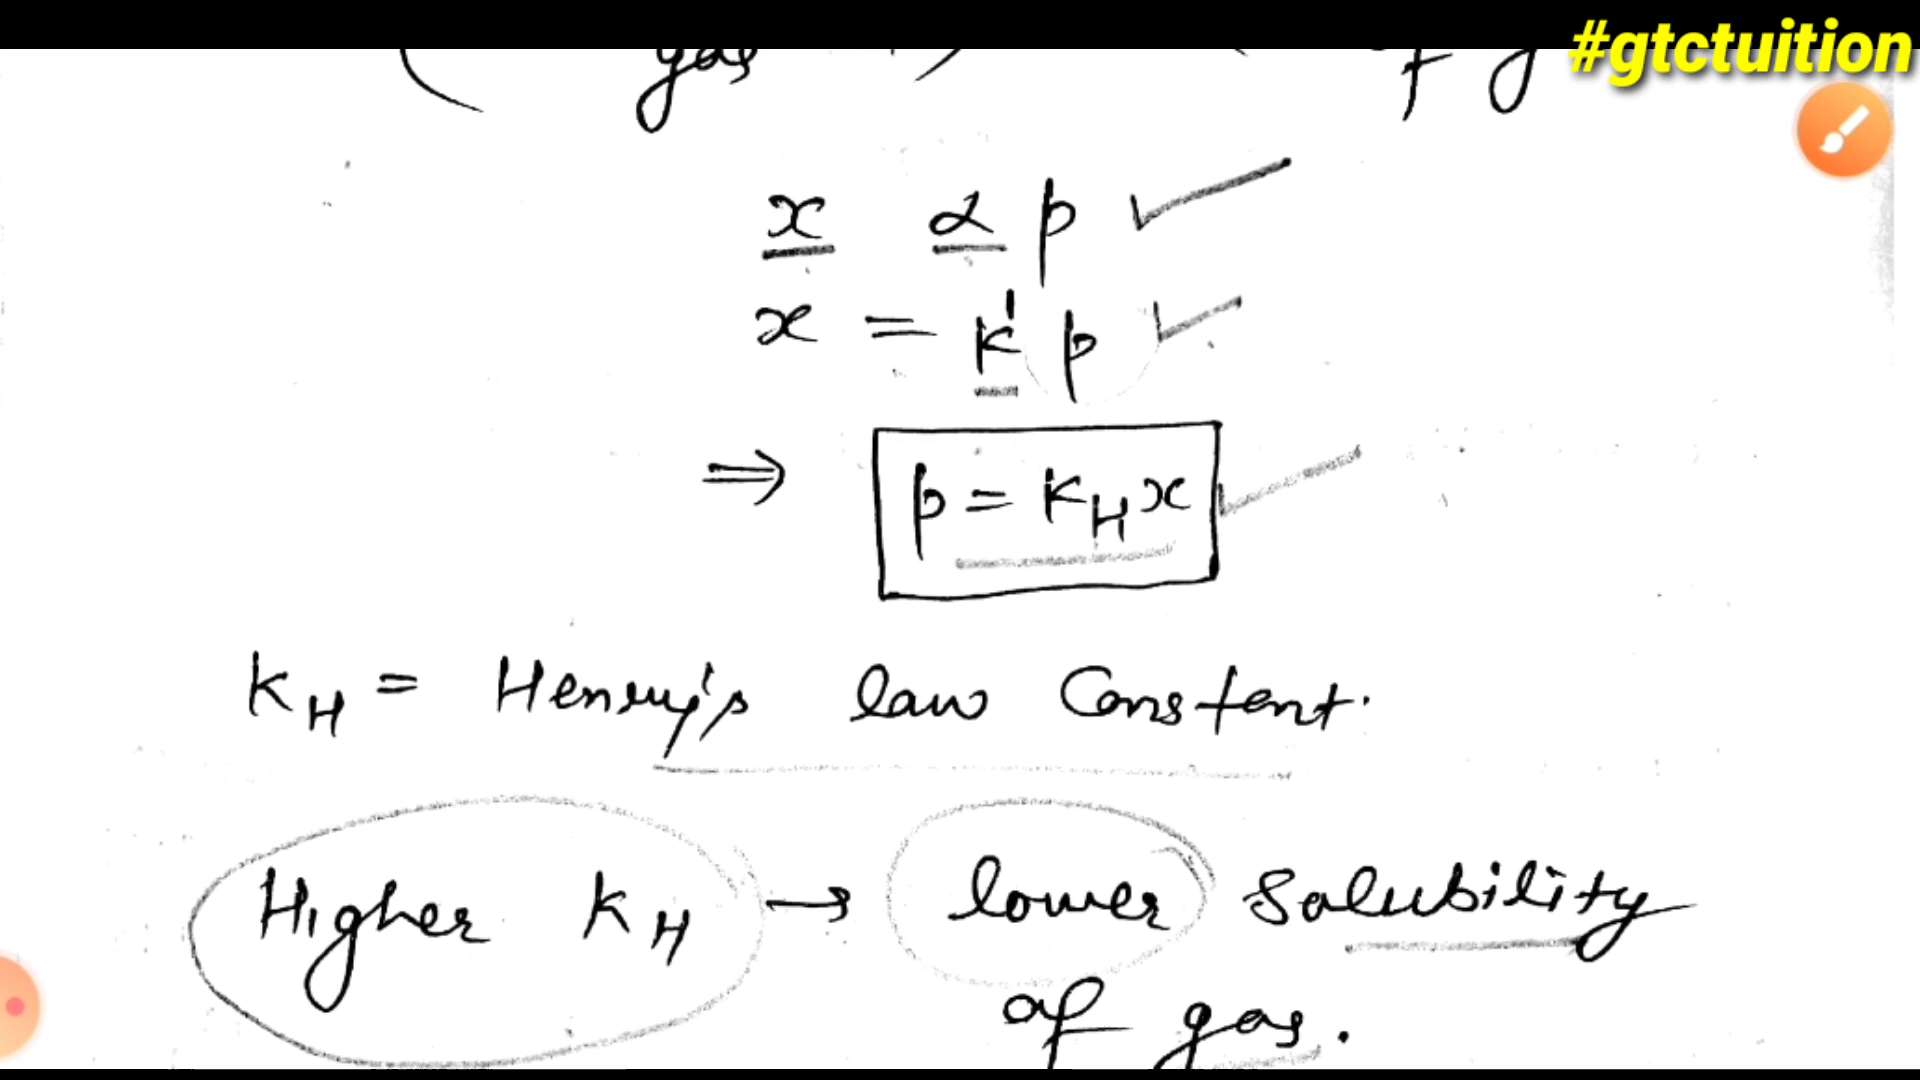 #gtctuition
gas
x α p
x = K' p
⇒ p = K_H x
K_H = Henry's law Constant.
Higher K_H → lower Solubility
of gas.